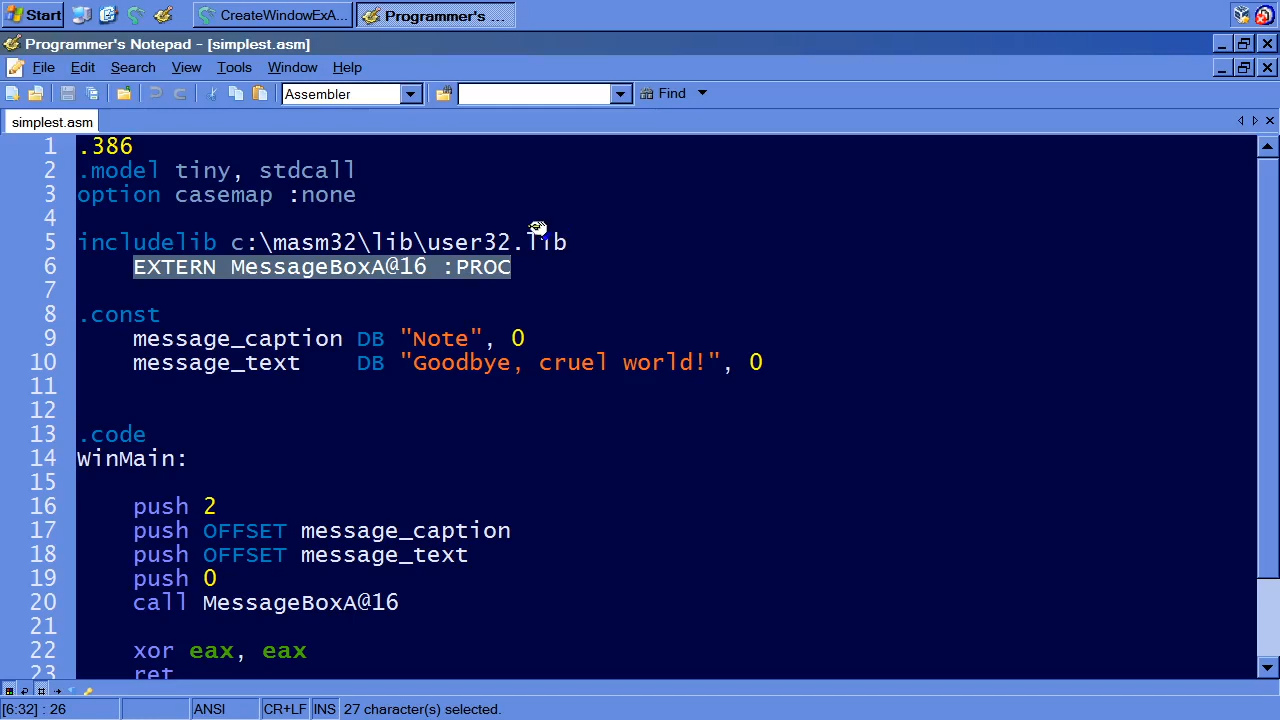 Start CreateWindowExA... Programmer's ...
Programmer's Notepad - [simplest.asm]
File Edit Search View Tools Window Help
Assembler Find
simplest.asm
1 .386
2 .model tiny, stdcall
3 option casemap :none
4
5 includelib c:\masm32\lib\user32.lib
6 EXTERN MessageBoxA@16 :PROC
7
8 .const
9 message_caption DB "Note", 0
10 message_text DB "Goodbye, cruel world!", 0
11
12
13 .code
14 WinMain:
15
16 push 2
17 push OFFSET message_caption
18 push OFFSET message_text
19 push 0
20 call MessageBoxA@16
21
22 xor eax, eax
23 ret
[6:32] : 26 ANSI CR+LF INS 27 character(s) selected.